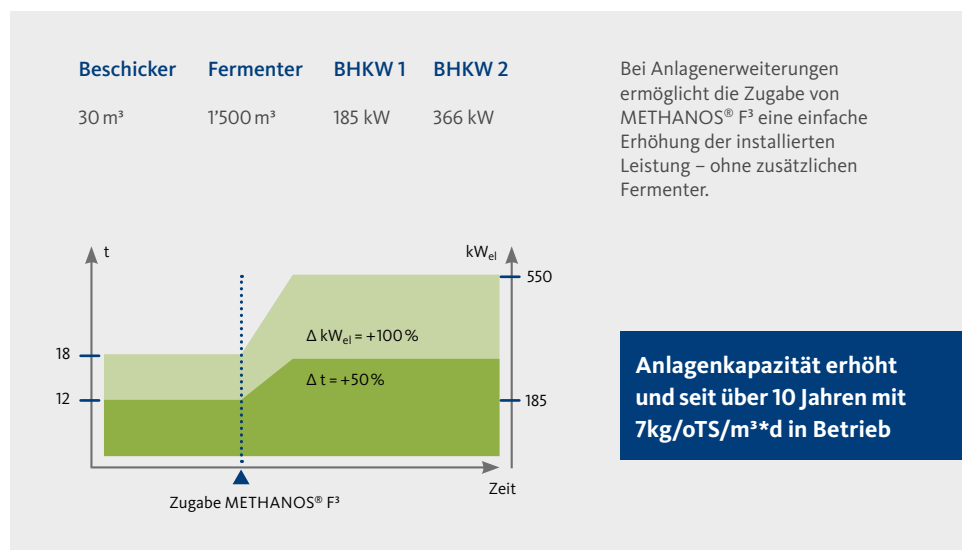 Beschicker Fermenter BHKW 1 BHKW 2
30 m³ 1’500 m³ 185 kW 366 kW
Bei Anlagenerweiterungen
ermöglicht die Zugabe von
METHANOS® F³ eine einfache
Erhöhung der installierten
Leistung – ohne zusätzlichen
Fermenter.
t
kWel
550
Δ kWel = +100 %
18
Δ t = +50 %
12
185
Zeit
Zugabe METHANOS® F³
Anlagenkapazität erhöht
und seit über 10 Jahren mit
7kg/oTS/m³*d in Betrieb